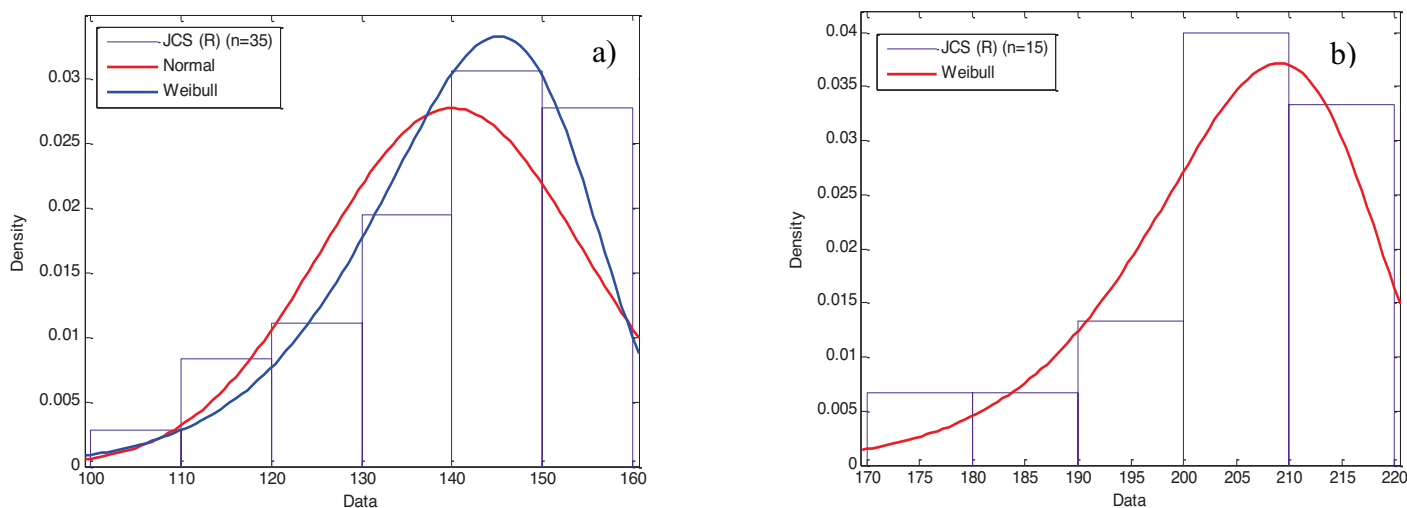 JCS (R) (n=35)
Normal
Weibull
a)
0.03
0.025
0.02
0.015
0.01
0.005
0
Density
100 110 120 130 140 150 160
Data
JCS (R) (n=15)
Weibull
b)
0.04
0.035
0.03
0.025
0.02
0.015
0.01
0.005
0
Density
170 175 180 185 190 195 200 205 210 215 220
Data